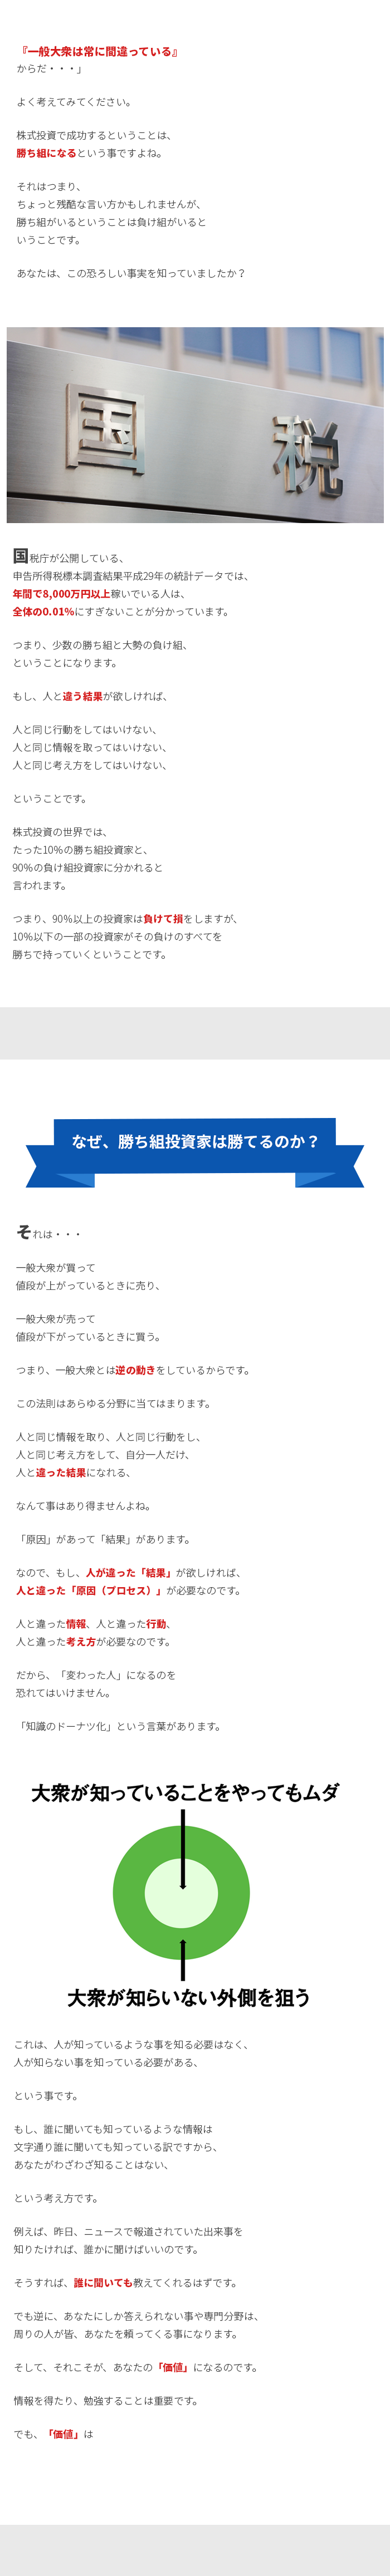 『一般大衆は常に間違っている』
からだ・・・」
よく考えてみてください。
株式投資で成功するということは、
勝ち組になるという事ですよね。
それはつまり、
ちょっと残酷な言い方かもしれませんが、
勝ち組がいるということは負け組がいると
いうことです。
あなたは、この恐ろしい事実を知っていましたか？
国税
国税庁が公開している、
申告所得税標本調査結果平成29年の統計データでは、
年間で8,000万円以上稼いでいる人は、
全体の0.01%にすぎないことが分かっています。
つまり、少数の勝ち組と大勢の負け組、
ということになります。
もし、人と違う結果が欲しければ、
人と同じ行動をしてはいけない、
人と同じ情報を取ってはいけない、
人と同じ考え方をしてはいけない、
ということです。
株式投資の世界では、
たった10％の勝ち組投資家と、
90％の負け組投資家に分かれると
言われます。
つまり、90％以上の投資家は負けて損をしますが、
10％以下の一部の投資家がその負けのすべてを
勝ちで持っていくということです。
なぜ、勝ち組投資家は勝てるのか？
それは・・・
一般大衆が買って
値段が上がっているときに売り、
一般大衆が売って
値段が下がっているときに買う。
つまり、一般大衆とは逆の動きをしているからです。
この法則はあらゆる分野に当てはまります。
人と同じ情報を取り、人と同じ行動をし、
人と同じ考え方をして、自分一人だけ、
人と違った結果になれる、
なんて事はあり得ませんよね。
「原因」があって「結果」があります。
なので、もし、人が違った「結果」が欲しければ、
人と違った「原因（プロセス）」が必要なのです。
人と違った情報、人と違った行動、
人と違った考え方が必要なのです。
だから、「変わった人」になるのを
恐れてはいけません。
「知識のドーナツ化」という言葉があります。
大衆が知っていることをやってもムダ
大衆が知らいない外側を狙う
これは、人が知っているような事を知る必要はなく、
人が知らない事を知っている必要がある、
という事です。
もし、誰に聞いても知っているような情報は
文字通り誰に聞いても知っている訳ですから、
あなたがわざわざ知ることはない、
という考え方です。
例えば、昨日、ニュースで報道されていた出来事を
知りたければ、誰かに聞けばいいのです。
そうすれば、誰に聞いても教えてくれるはずです。
でも逆に、あなたにしか答えられない事や専門分野は、
周りの人が皆、あなたを頼ってくる事になります。
そして、それこそが、あなたの「価値」になるのです。
情報を得たり、勉強することは重要です。
でも、「価値」は